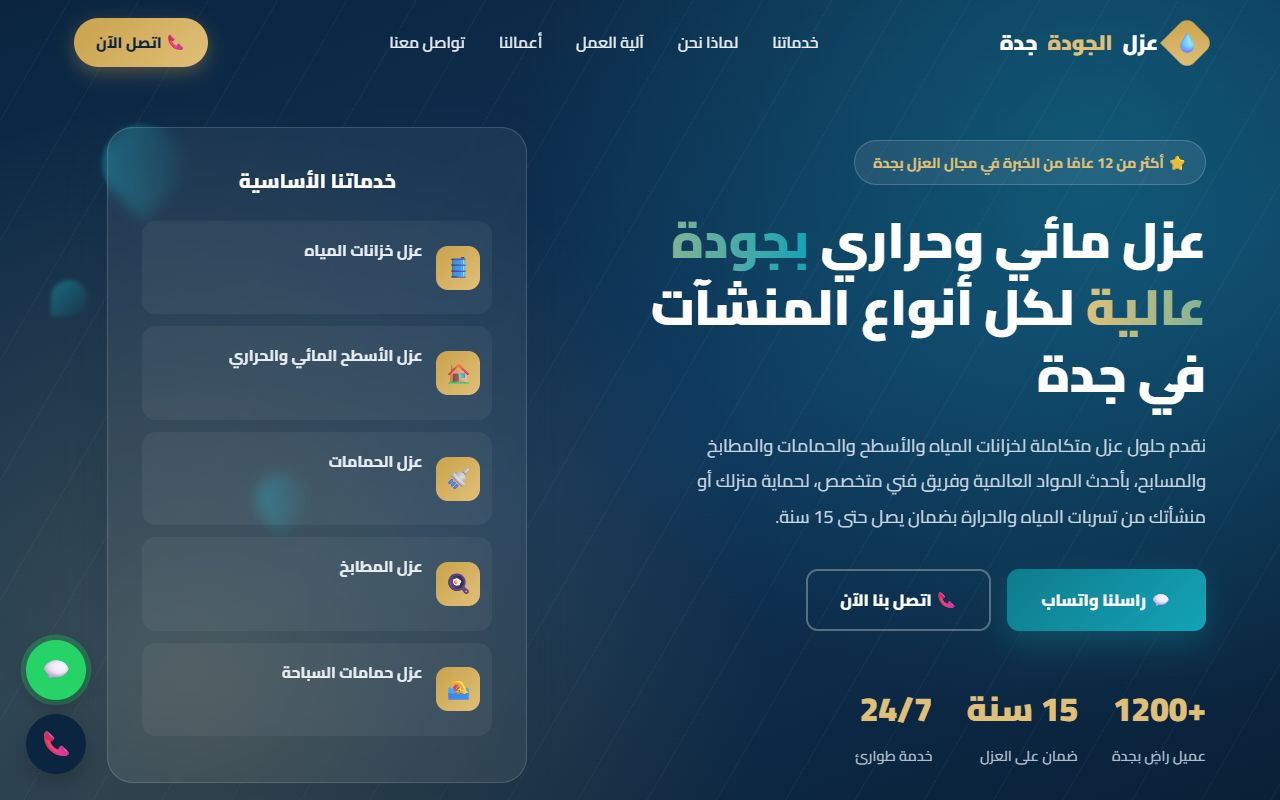 عزل الجودة جدة
خدماتنا
لماذا نحن
آلية العمل
أعمالنا
تواصل معنا
اتصل الآن
أكثر من 12 عامًا من الخبرة في مجال العزل بجدة
عزل مائي وحراري بجودة
عالية لكل أنواع المنشآت
في جدة
نقدم حلول عزل متكاملة لخزانات المياه والأسطح والحمامات والمطابخ
والمسابح، بأحدث المواد العالمية وفريق فني متخصص، لحماية منزلك أو
منشأتك من تسربات المياه والحرارة بضمان يصل حتى 15 سنة.
راسلنا واتساب
اتصل بنا الآن
+1200
عميل راضٍ بجدة
15 سنة
ضمان على العزل
24/7
خدمة طوارئ
خدماتنا الأساسية
عزل خزانات المياه
عزل الأسطح المائي والحراري
عزل الحمامات
عزل المطابخ
عزل حمامات السباحة